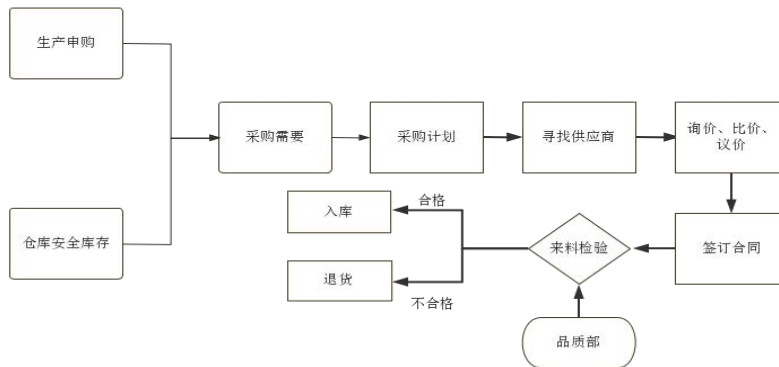 生产申购
采购需要
采购计划
寻找供应商
询价、比价、
议价
仓库安全库存
入库
合格
退货
不合格
来料检验
签订合同
品质部